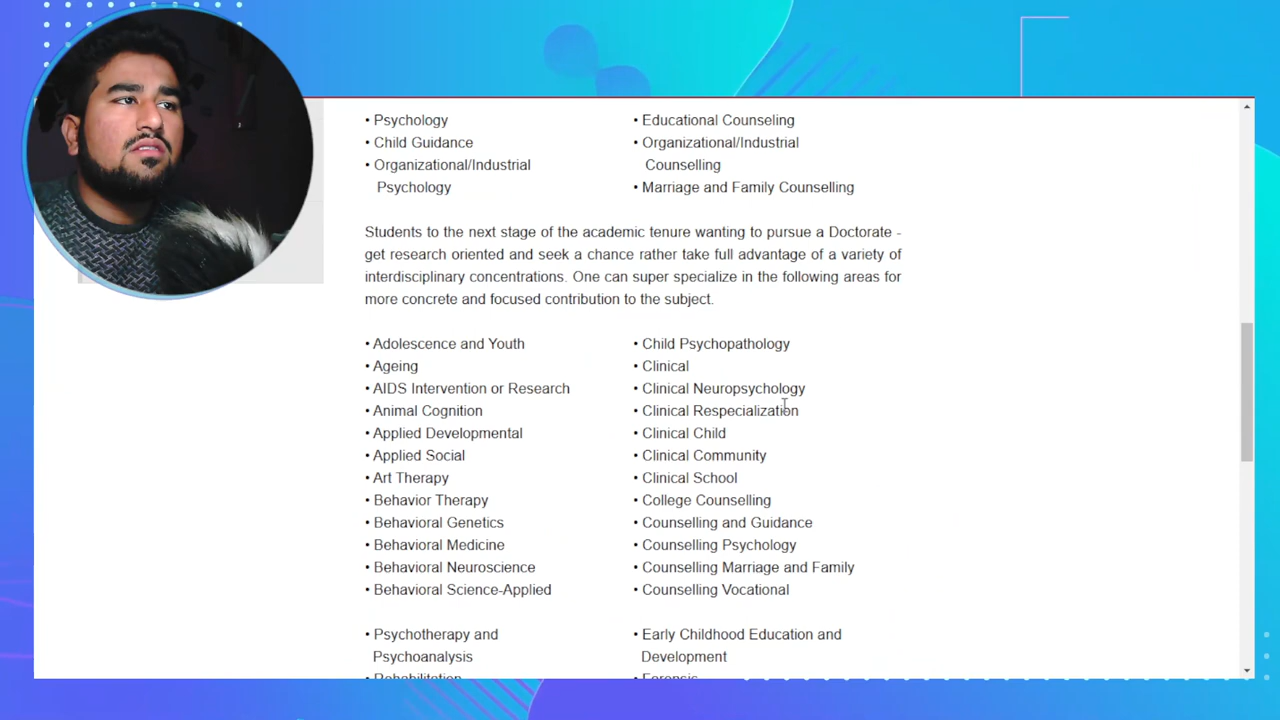 • Psychology
• Child Guidance
• Organizational/Industrial
Psychology
• Educational Counseling
• Organizational/Industrial
Counselling
• Marriage and Family Counselling
Students to the next stage of the academic tenure wanting to pursue a Doctorate -
get research oriented and seek a chance rather take full advantage of a variety of
interdisciplinary concentrations. One can super specialize in the following areas for
more concrete and focused contribution to the subject.
• Adolescence and Youth
• Ageing
• AIDS Intervention or Research
• Animal Cognition
• Applied Developmental
• Applied Social
• Art Therapy
• Behavior Therapy
• Behavioral Genetics
• Behavioral Medicine
• Behavioral Neuroscience
• Behavioral Science-Applied
• Child Psychopathology
• Clinical
• Clinical Neuropsychology
• Clinical Respecialization
• Clinical Child
• Clinical Community
• Clinical School
• College Counselling
• Counselling and Guidance
• Counselling Psychology
• Counselling Marriage and Family
• Counselling Vocational
• Psychotherapy and
Psychoanalysis
• Rehabilitation
• Early Childhood Education and
Development
• Forensic